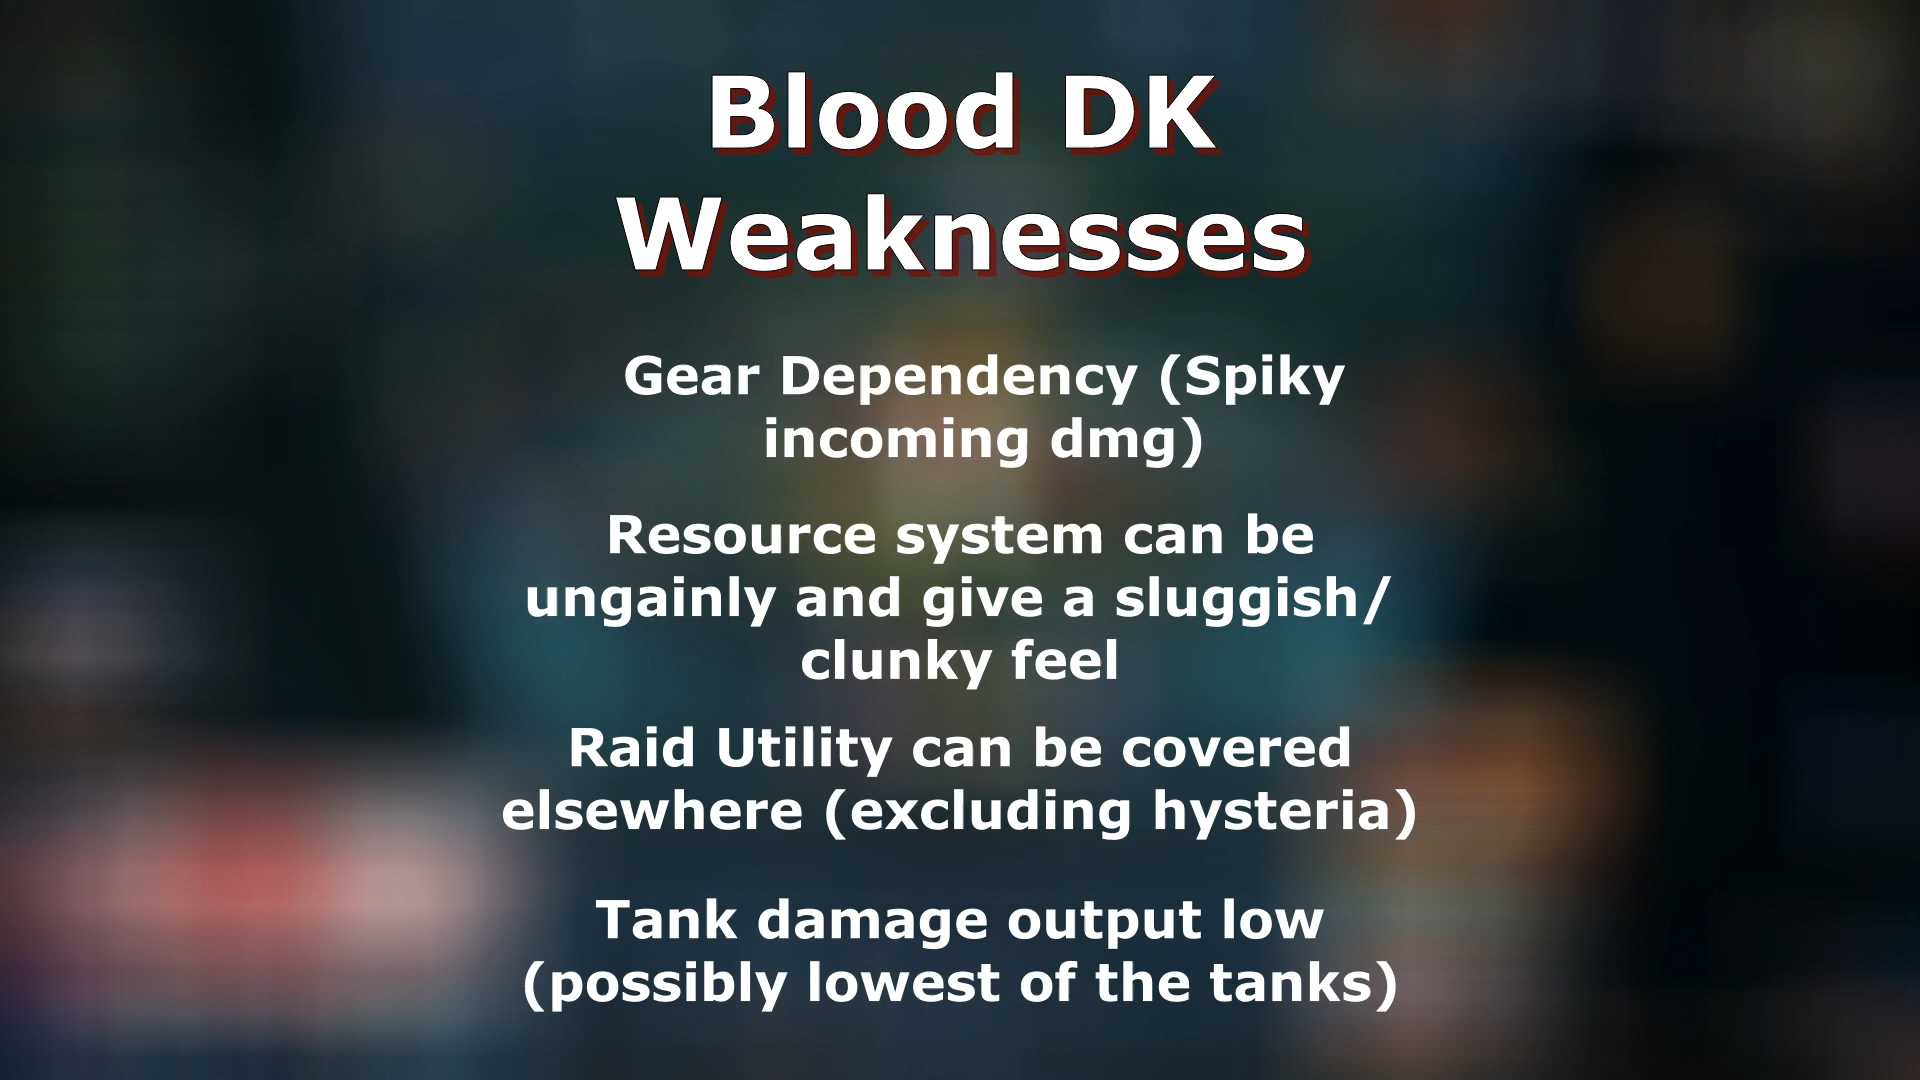 Blood DK
Weaknesses
Gear Dependency (Spiky
incoming dmg)
Resource system can be
ungainly and give a sluggish/
clunky feel
Raid Utility can be covered
elsewhere (excluding hysteria)
Tank damage output low
(possibly lowest of the tanks)